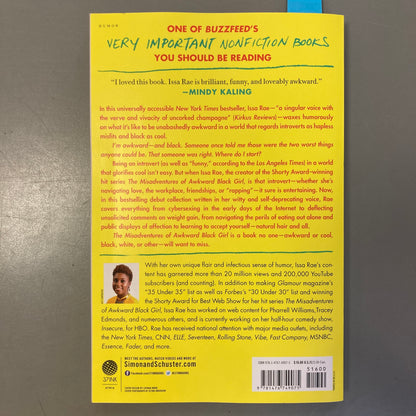 ONE OF BUZZFEED'S
VERY IMPORTANT NONFICTION BOOKS
YOU SHOULD BE READING
"I loved this book. Issa Rae is brilliant, funny, and loveably awkward."
—MINDY KALING
In this universally accessible New York Times bestseller, Issa Rae—"a singular voice with
the verve and vivacity of uncorked champagne" (Kirkus Reviews)—waxes humorously
on what it's like to be unabashedly awkward in a world that regards introverts as hapless
misfits and black as cool.
I'm awkward—and black. Someone once told me those were the two worst things
anyone could be. That someone was right. Where do I start?
Being an introvert (as well as "funny," according to the Los Angeles Times) in a world
that glorifies cool isn't easy. But when Issa Rae, the creator of the Shorty Award-winning
hit series The Misadventures of Awkward Black Girl, is that introvert—whether she's
navigating love, the workplace, friendships, or "rapping"—it sure is entertaining. Now,
in this bestselling debut collection written in her witty and self-deprecating voice, Rae
covers everything from cybersexing in the early days of the Internet to deflecting
unsolicited comments on weight gain, from navigating the perils of eating out alone and
public displays of affection to learning to accept yourself—natural hair and all.
The Misadventures of Awkward Black Girl is a book no one—awkward or cool,
black, white, or other—will want to miss.
With her own unique flair and infectious sense of humor, Issa Rae's con-
tent has garnered more than 20 million views and 200,000 YouTube
subscribers (and counting). In addition to making Glamour magazine's
"35 Under 35" list as well as Forbes's "30 Under 30" list and winning
the Shorty Award for Best Web Show for her hit series The Misadventures of
Awkward Black Girl, Issa Rae has worked on web content for Pharrell Williams, Tracey
Edmonds, and numerous others, and is currently working on her half-hour comedy show,
Insecure, for HBO. Rae has received national attention with major media outlets, including
the New York Times, CNN, ELLE, Seventeen, Rolling Stone, Vibe, Fast Company, MSNBC,
Essence, Fader, and more.
MEET THE AUTHORS, WATCH VIDEOS AND MORE AT
SimonandSchuster.com
37INK
51600